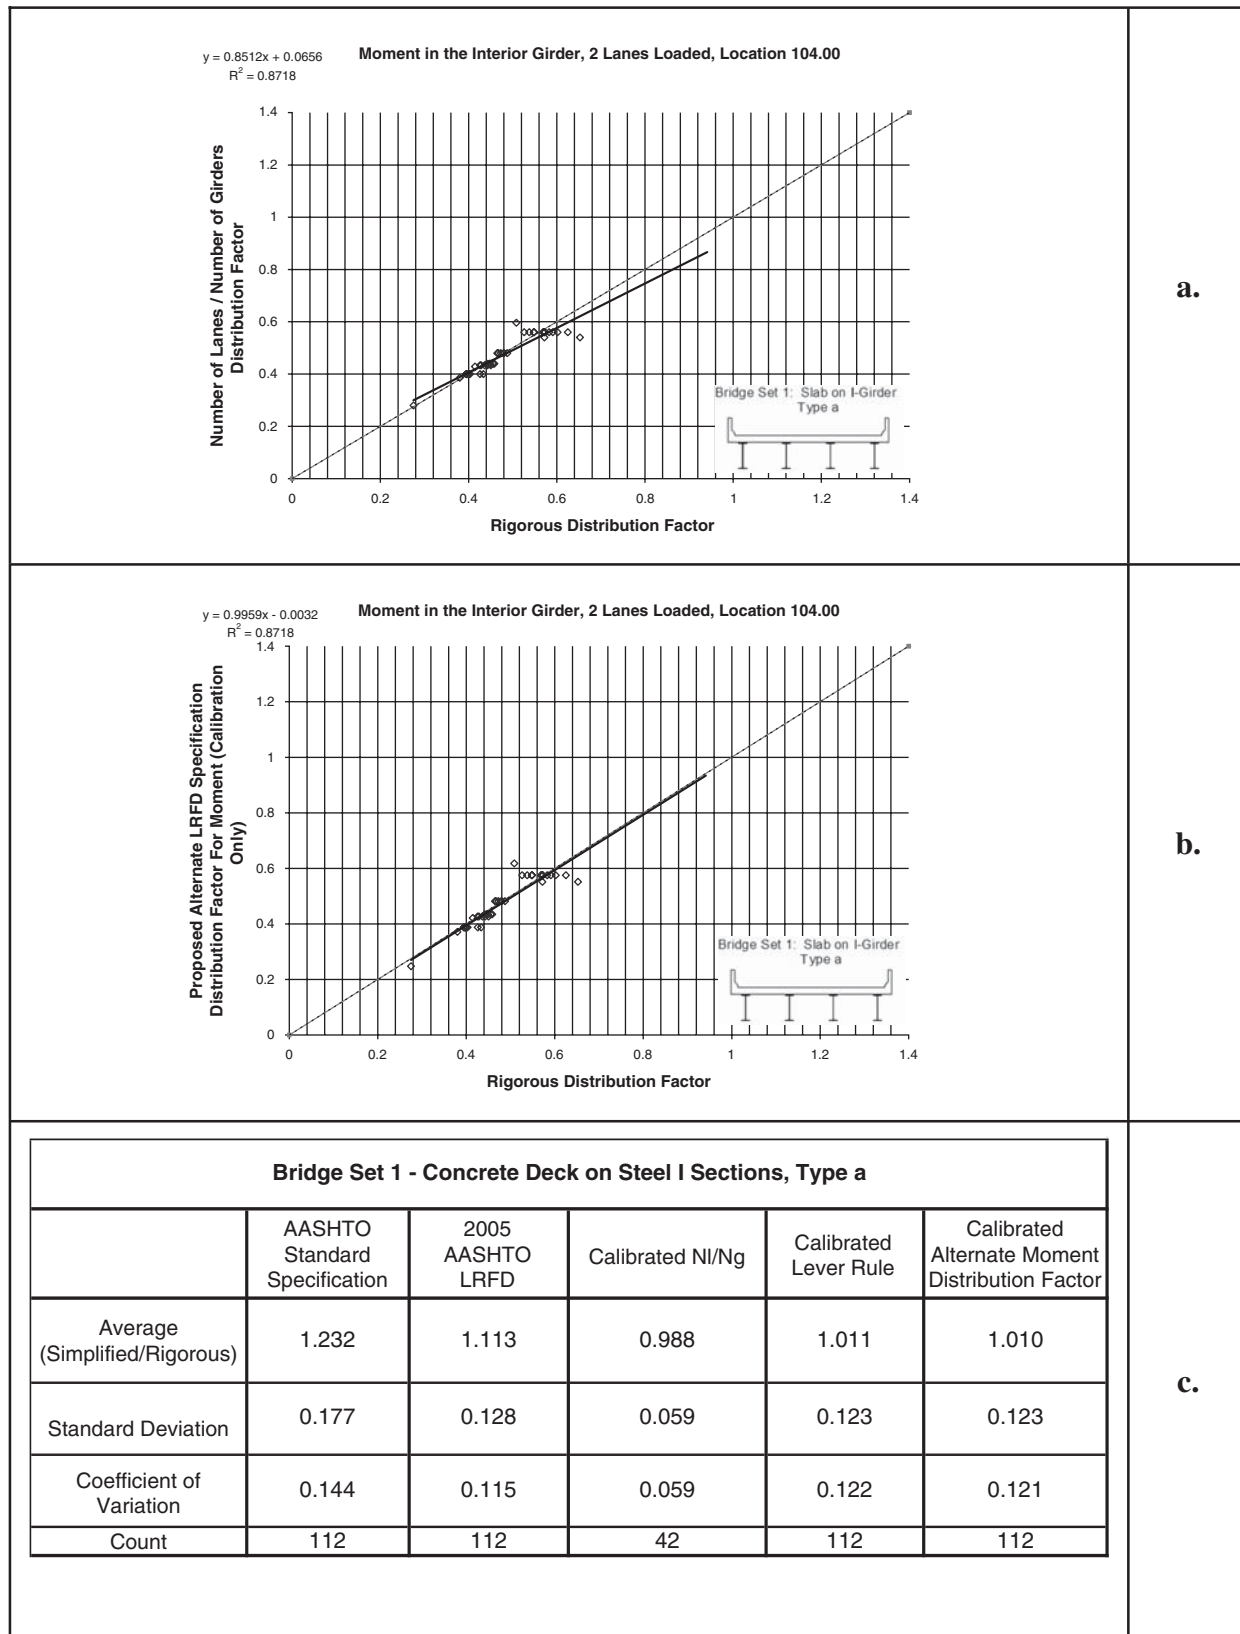 y = 0.8512x + 0.0656
R² = 0.8718
Moment in the Interior Girder, 2 Lanes Loaded, Location 104.00
Number of Lanes / Number of Girders
Distribution Factor
1.4
1.2
1
0.8
0.6
0.4
0.2
0
0 0.2 0.4 0.6 0.8 1 1.2 1.4
Rigorous Distribution Factor
Bridge Set 1: Slab on I-Girder
Type a
a.
y = 0.9959x - 0.0032
R² = 0.8718
Moment in the Interior Girder, 2 Lanes Loaded, Location 104.00
Proposed Alternate LRFD Specification
Distribution Factor For Moment (Calibration
Only)
1.4
1.2
1
0.8
0.6
0.4
0.2
0
0 0.2 0.4 0.6 0.8 1 1.2 1.4
Rigorous Distribution Factor
Bridge Set 1: Slab on I-Girder
Type a
b.
Bridge Set 1 - Concrete Deck on Steel I Sections, Type a
AASHTO
Standard
Specification
2005
AASHTO
LRFD
Calibrated Nl/Ng
Calibrated
Lever Rule
Calibrated
Alternate Moment
Distribution Factor
Average
(Simplified/Rigorous)
1.232 1.113 0.988 1.011 1.010
Standard Deviation 0.177 0.128 0.059 0.123 0.123
Coefficient of
Variation
0.144 0.115 0.059 0.122 0.121
Count 112 112 42 112 112
c.